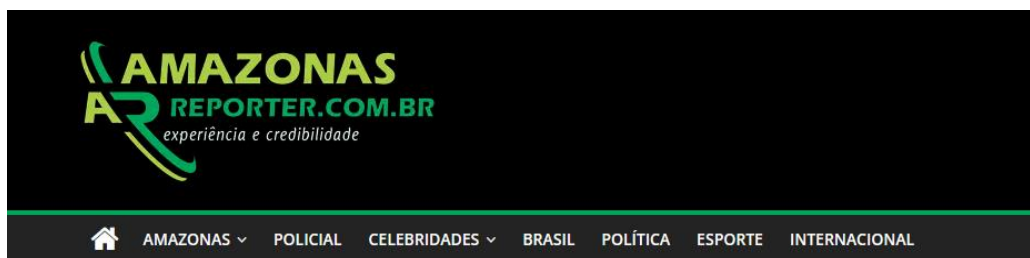 AMAZONAS
AR REPORTER.COM.BR
experiência e credibilidade
AMAZONAS POLICIAL CELEBRIDADES BRASIL POLÍTICA ESPORTE INTERNACIONAL